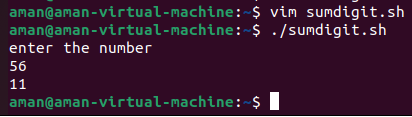 aman@aman-virtual-machine:~$ vim sumdigit.sh
aman@aman-virtual-machine:~$ ./sumdigit.sh
enter the number
56
11
aman@aman-virtual-machine:~$